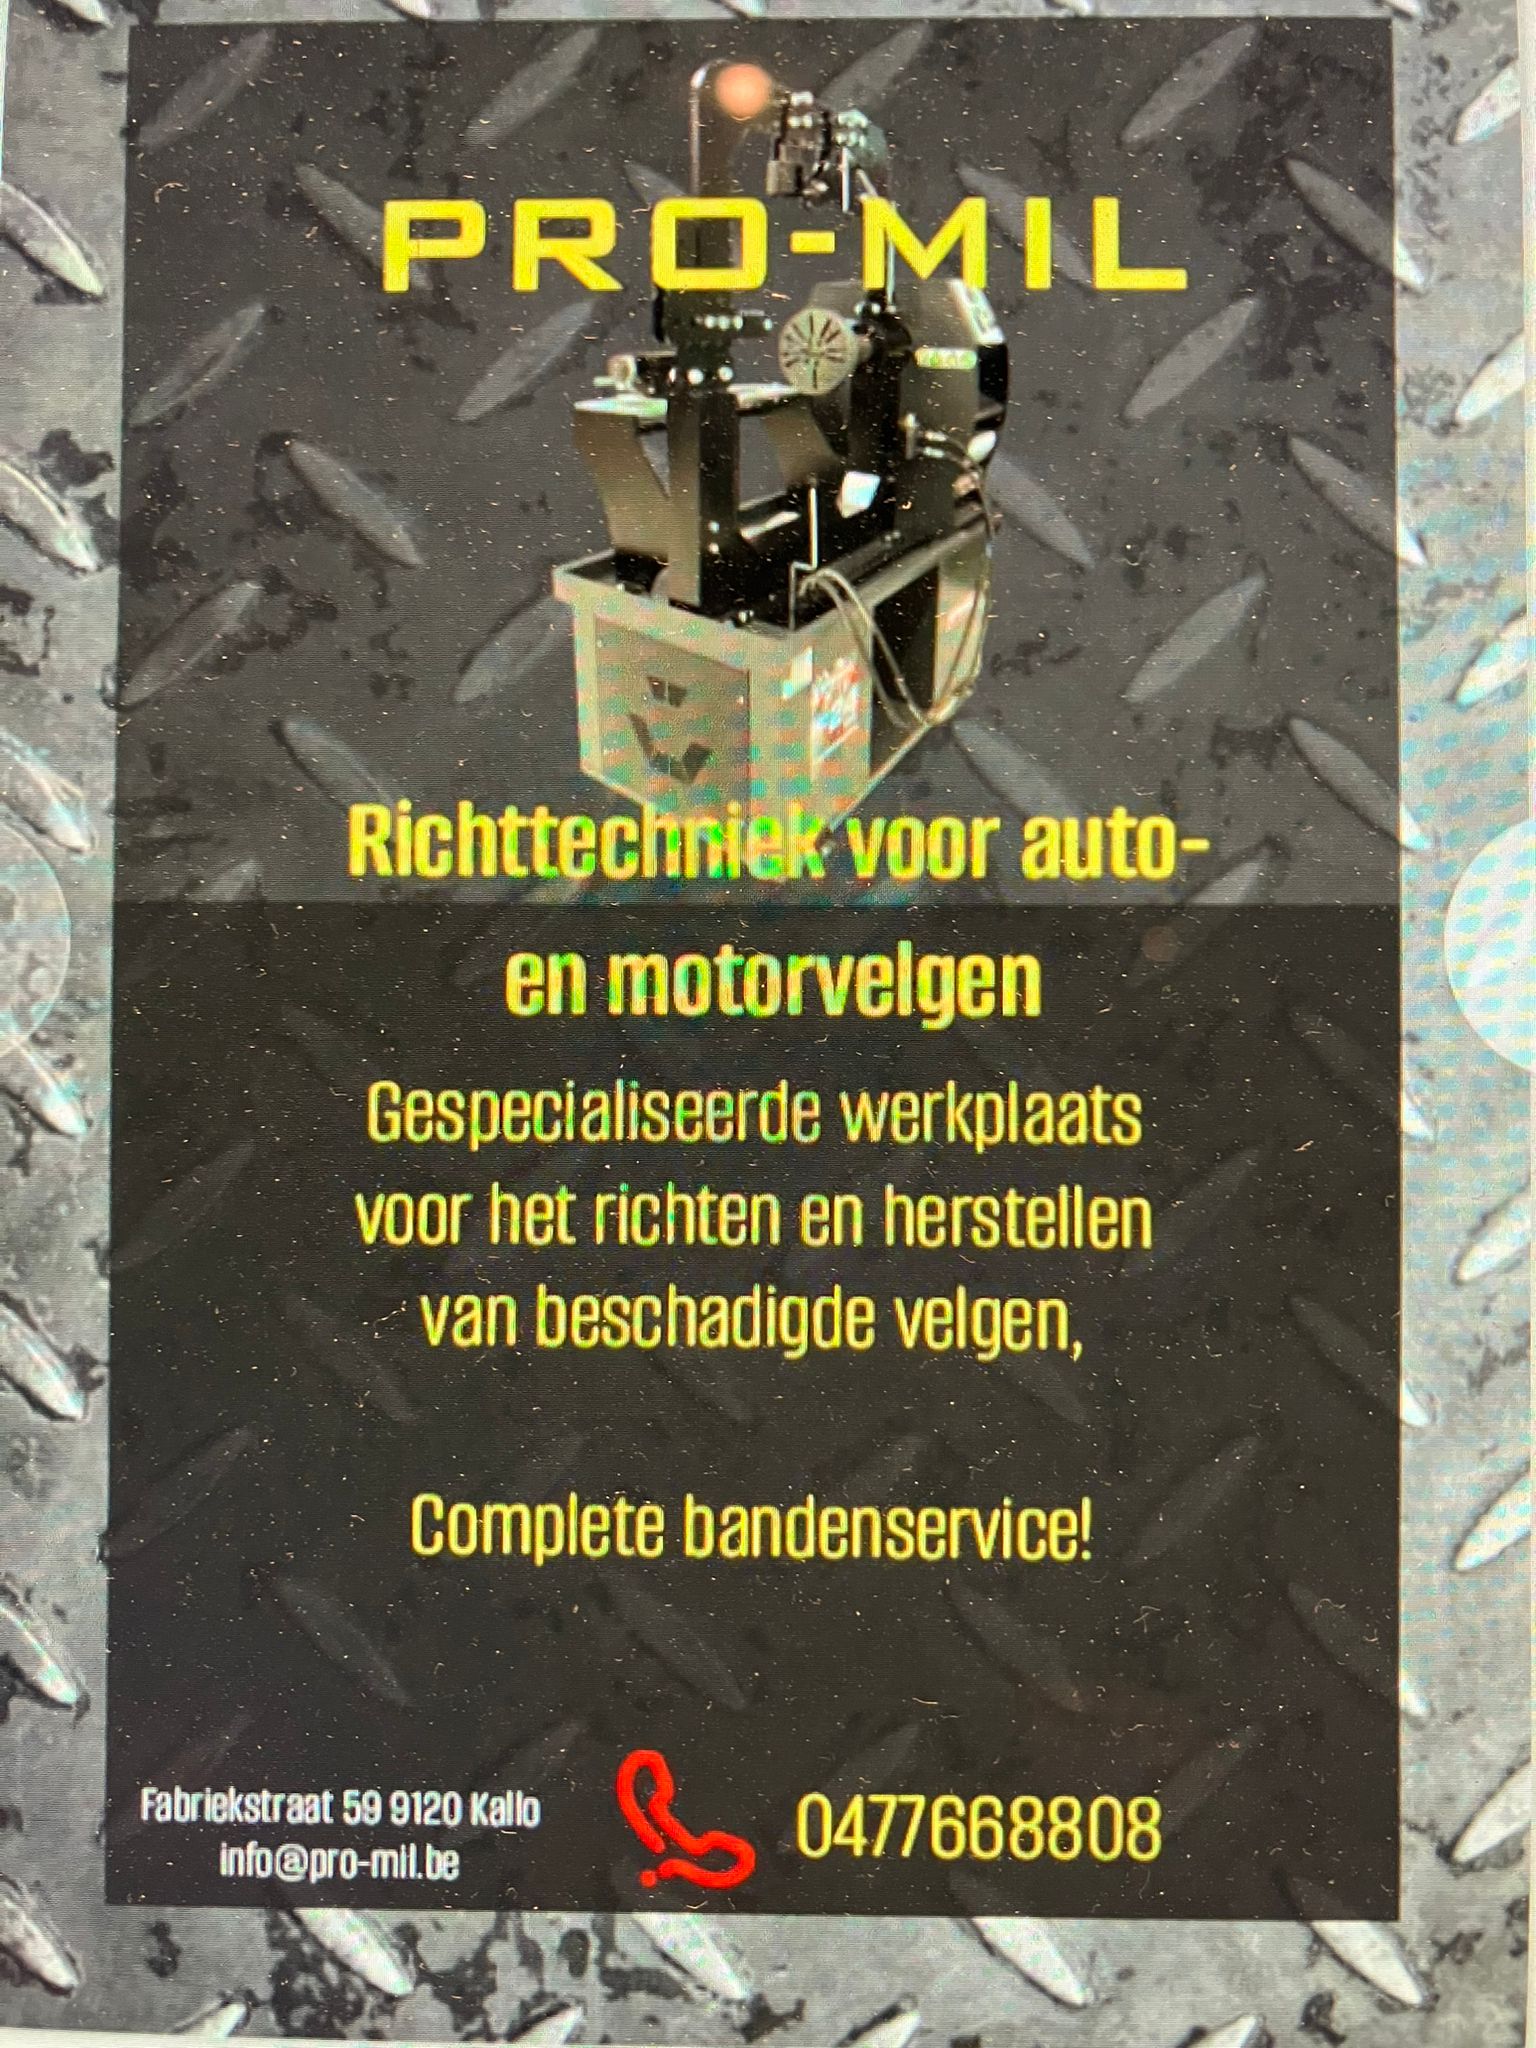 PRO-MIL
Richttechniek voor auto-
en motorvelgen
Gespecialiseerde werkplaats
voor het richten en herstellen
van beschadigde velgen,
Complete bandenservice!
Fabriekstraat 59 9120 Kallo
info@pro-mil.be
0477668808